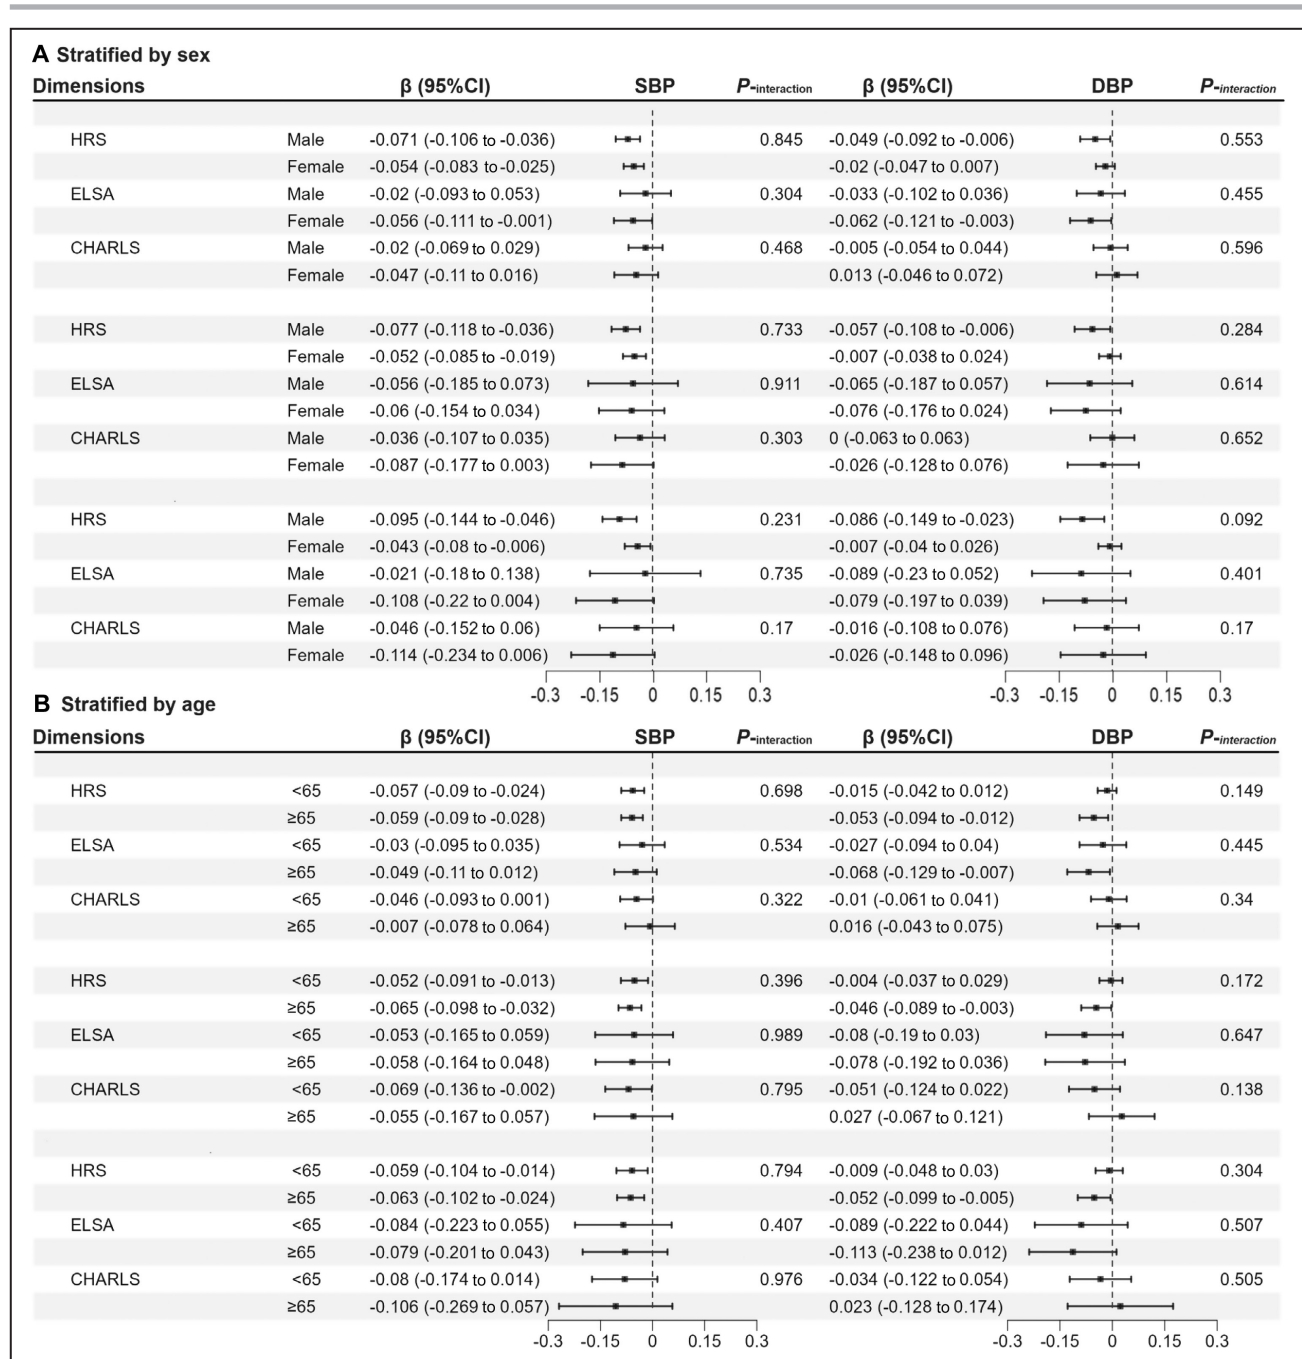 A Stratified by sex
Dimensions β (95%CI) SBP P-interaction β (95%CI) DBP P-interaction
HRS Male -0.071 (-0.106 to -0.036) 0.845 -0.049 (-0.092 to -0.006) 0.553
Female -0.054 (-0.083 to -0.025) -0.02 (-0.047 to 0.007)
ELSA Male -0.02 (-0.093 to 0.053) 0.304 -0.033 (-0.102 to 0.036) 0.455
Female -0.056 (-0.111 to -0.001) -0.062 (-0.121 to -0.003)
CHARLS Male -0.02 (-0.069 to 0.029) 0.468 -0.005 (-0.054 to 0.044) 0.596
Female -0.047 (-0.11 to 0.016) 0.013 (-0.046 to 0.072)
HRS Male -0.077 (-0.118 to -0.036) 0.733 -0.057 (-0.108 to -0.006) 0.284
Female -0.052 (-0.085 to -0.019) -0.007 (-0.038 to 0.024)
ELSA Male -0.056 (-0.185 to 0.073) 0.911 -0.065 (-0.187 to 0.057) 0.614
Female -0.06 (-0.154 to 0.034) -0.076 (-0.176 to 0.024)
CHARLS Male -0.036 (-0.107 to 0.035) 0.303 0 (-0.063 to 0.063) 0.652
Female -0.087 (-0.177 to 0.003) -0.026 (-0.128 to 0.076)
HRS Male -0.095 (-0.144 to -0.046) 0.231 -0.086 (-0.149 to -0.023) 0.092
Female -0.043 (-0.08 to -0.006) -0.007 (-0.04 to 0.026)
ELSA Male -0.021 (-0.18 to 0.138) 0.735 -0.089 (-0.23 to 0.052) 0.401
Female -0.108 (-0.22 to 0.004) -0.079 (-0.197 to 0.039)
CHARLS Male -0.046 (-0.152 to 0.06) 0.17 -0.016 (-0.108 to 0.076) 0.17
Female -0.114 (-0.234 to 0.006) -0.026 (-0.148 to 0.096)
-0.3 -0.15 0 0.15 0.3 -0.3 -0.15 0 0.15 0.3
B Stratified by age
Dimensions β (95%CI) SBP P-interaction β (95%CI) DBP P-interaction
HRS <65 -0.057 (-0.09 to -0.024) 0.698 -0.015 (-0.042 to 0.012) 0.149
≥65 -0.059 (-0.09 to -0.028) -0.053 (-0.094 to -0.012)
ELSA <65 -0.03 (-0.095 to 0.035) 0.534 -0.027 (-0.094 to 0.04) 0.445
≥65 -0.049 (-0.11 to 0.012) -0.068 (-0.129 to -0.007)
CHARLS <65 -0.046 (-0.093 to 0.001) 0.322 -0.01 (-0.061 to 0.041) 0.34
≥65 -0.007 (-0.078 to 0.064) 0.016 (-0.043 to 0.075)
HRS <65 -0.052 (-0.091 to -0.013) 0.396 -0.004 (-0.037 to 0.029) 0.172
≥65 -0.065 (-0.098 to -0.032) -0.046 (-0.089 to -0.003)
ELSA <65 -0.053 (-0.165 to 0.059) 0.989 -0.08 (-0.19 to 0.03) 0.647
≥65 -0.058 (-0.164 to 0.048) -0.078 (-0.192 to 0.036)
CHARLS <65 -0.069 (-0.136 to -0.002) 0.795 -0.051 (-0.124 to 0.022) 0.138
≥65 -0.055 (-0.167 to 0.057) 0.027 (-0.067 to 0.121)
HRS <65 -0.059 (-0.104 to -0.014) 0.794 -0.009 (-0.048 to 0.03) 0.304
≥65 -0.063 (-0.102 to -0.024) -0.052 (-0.099 to -0.005)
ELSA <65 -0.084 (-0.223 to 0.055) 0.407 -0.089 (-0.222 to 0.044) 0.507
≥65 -0.079 (-0.201 to 0.043) -0.113 (-0.238 to 0.012)
CHARLS <65 -0.08 (-0.174 to 0.014) 0.976 -0.034 (-0.122 to 0.054) 0.505
≥65 -0.106 (-0.269 to 0.057) 0.023 (-0.128 to 0.174)
-0.3 -0.15 0 0.15 0.3 -0.3 -0.15 0 0.15 0.3